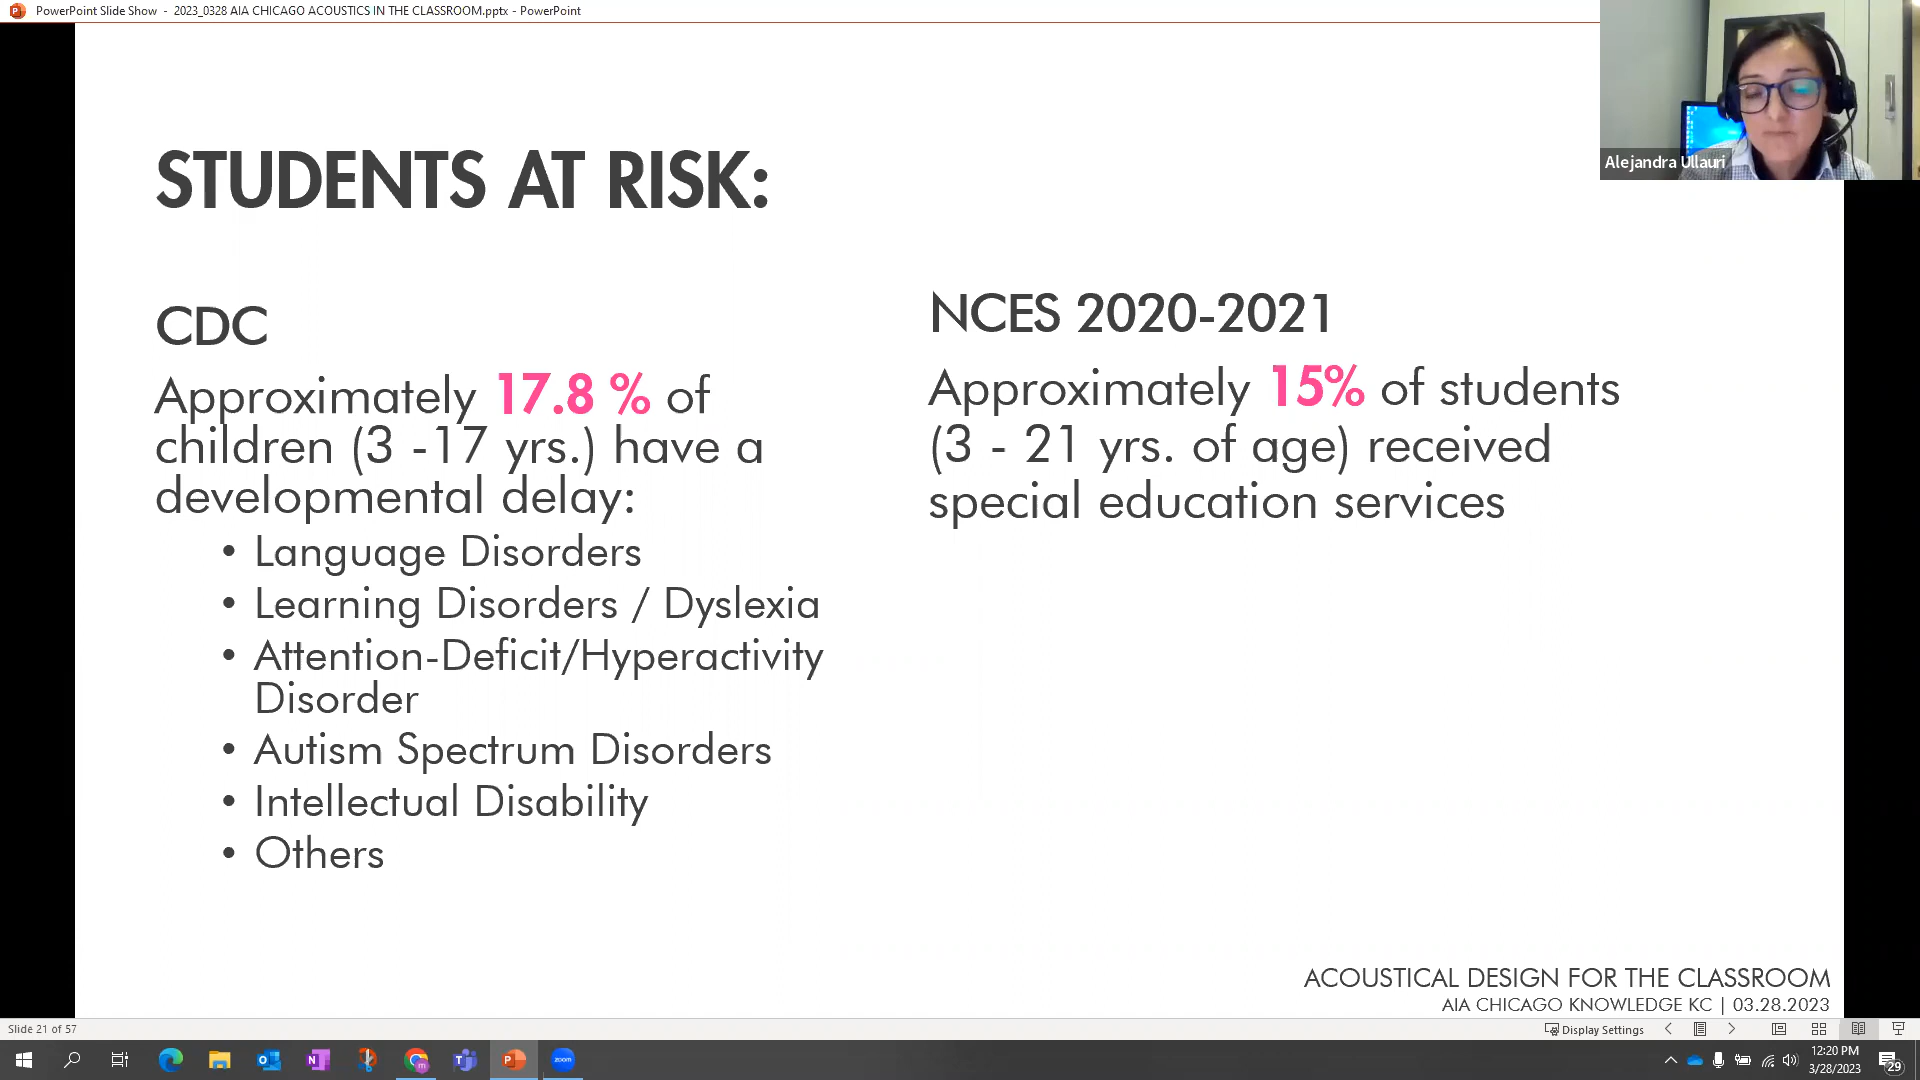 PowerPoint Slide Show - 2023_0328 AIA CHICAGO ACOUSTICS IN THE CLASSROOM.pptx - PowerPoint
Alejandra Ullauri
STUDENTS AT RISK:
CDC
Approximately 17.8 % of
children (3 -17 yrs.) have a
developmental delay:
• Language Disorders
• Learning Disorders / Dyslexia
• Attention-Deficit/Hyperactivity
Disorder
• Autism Spectrum Disorders
• Intellectual Disability
• Others
NCES 2020-2021
Approximately 15% of students
(3 - 21 yrs. of age) received
special education services
ACOUSTICAL DESIGN FOR THE CLASSROOM
AIA CHICAGO KNOWLEDGE KC | 03.28.2023
Slide 21 of 57
Display Settings
zoom
12:20 PM
3/28/2023
29